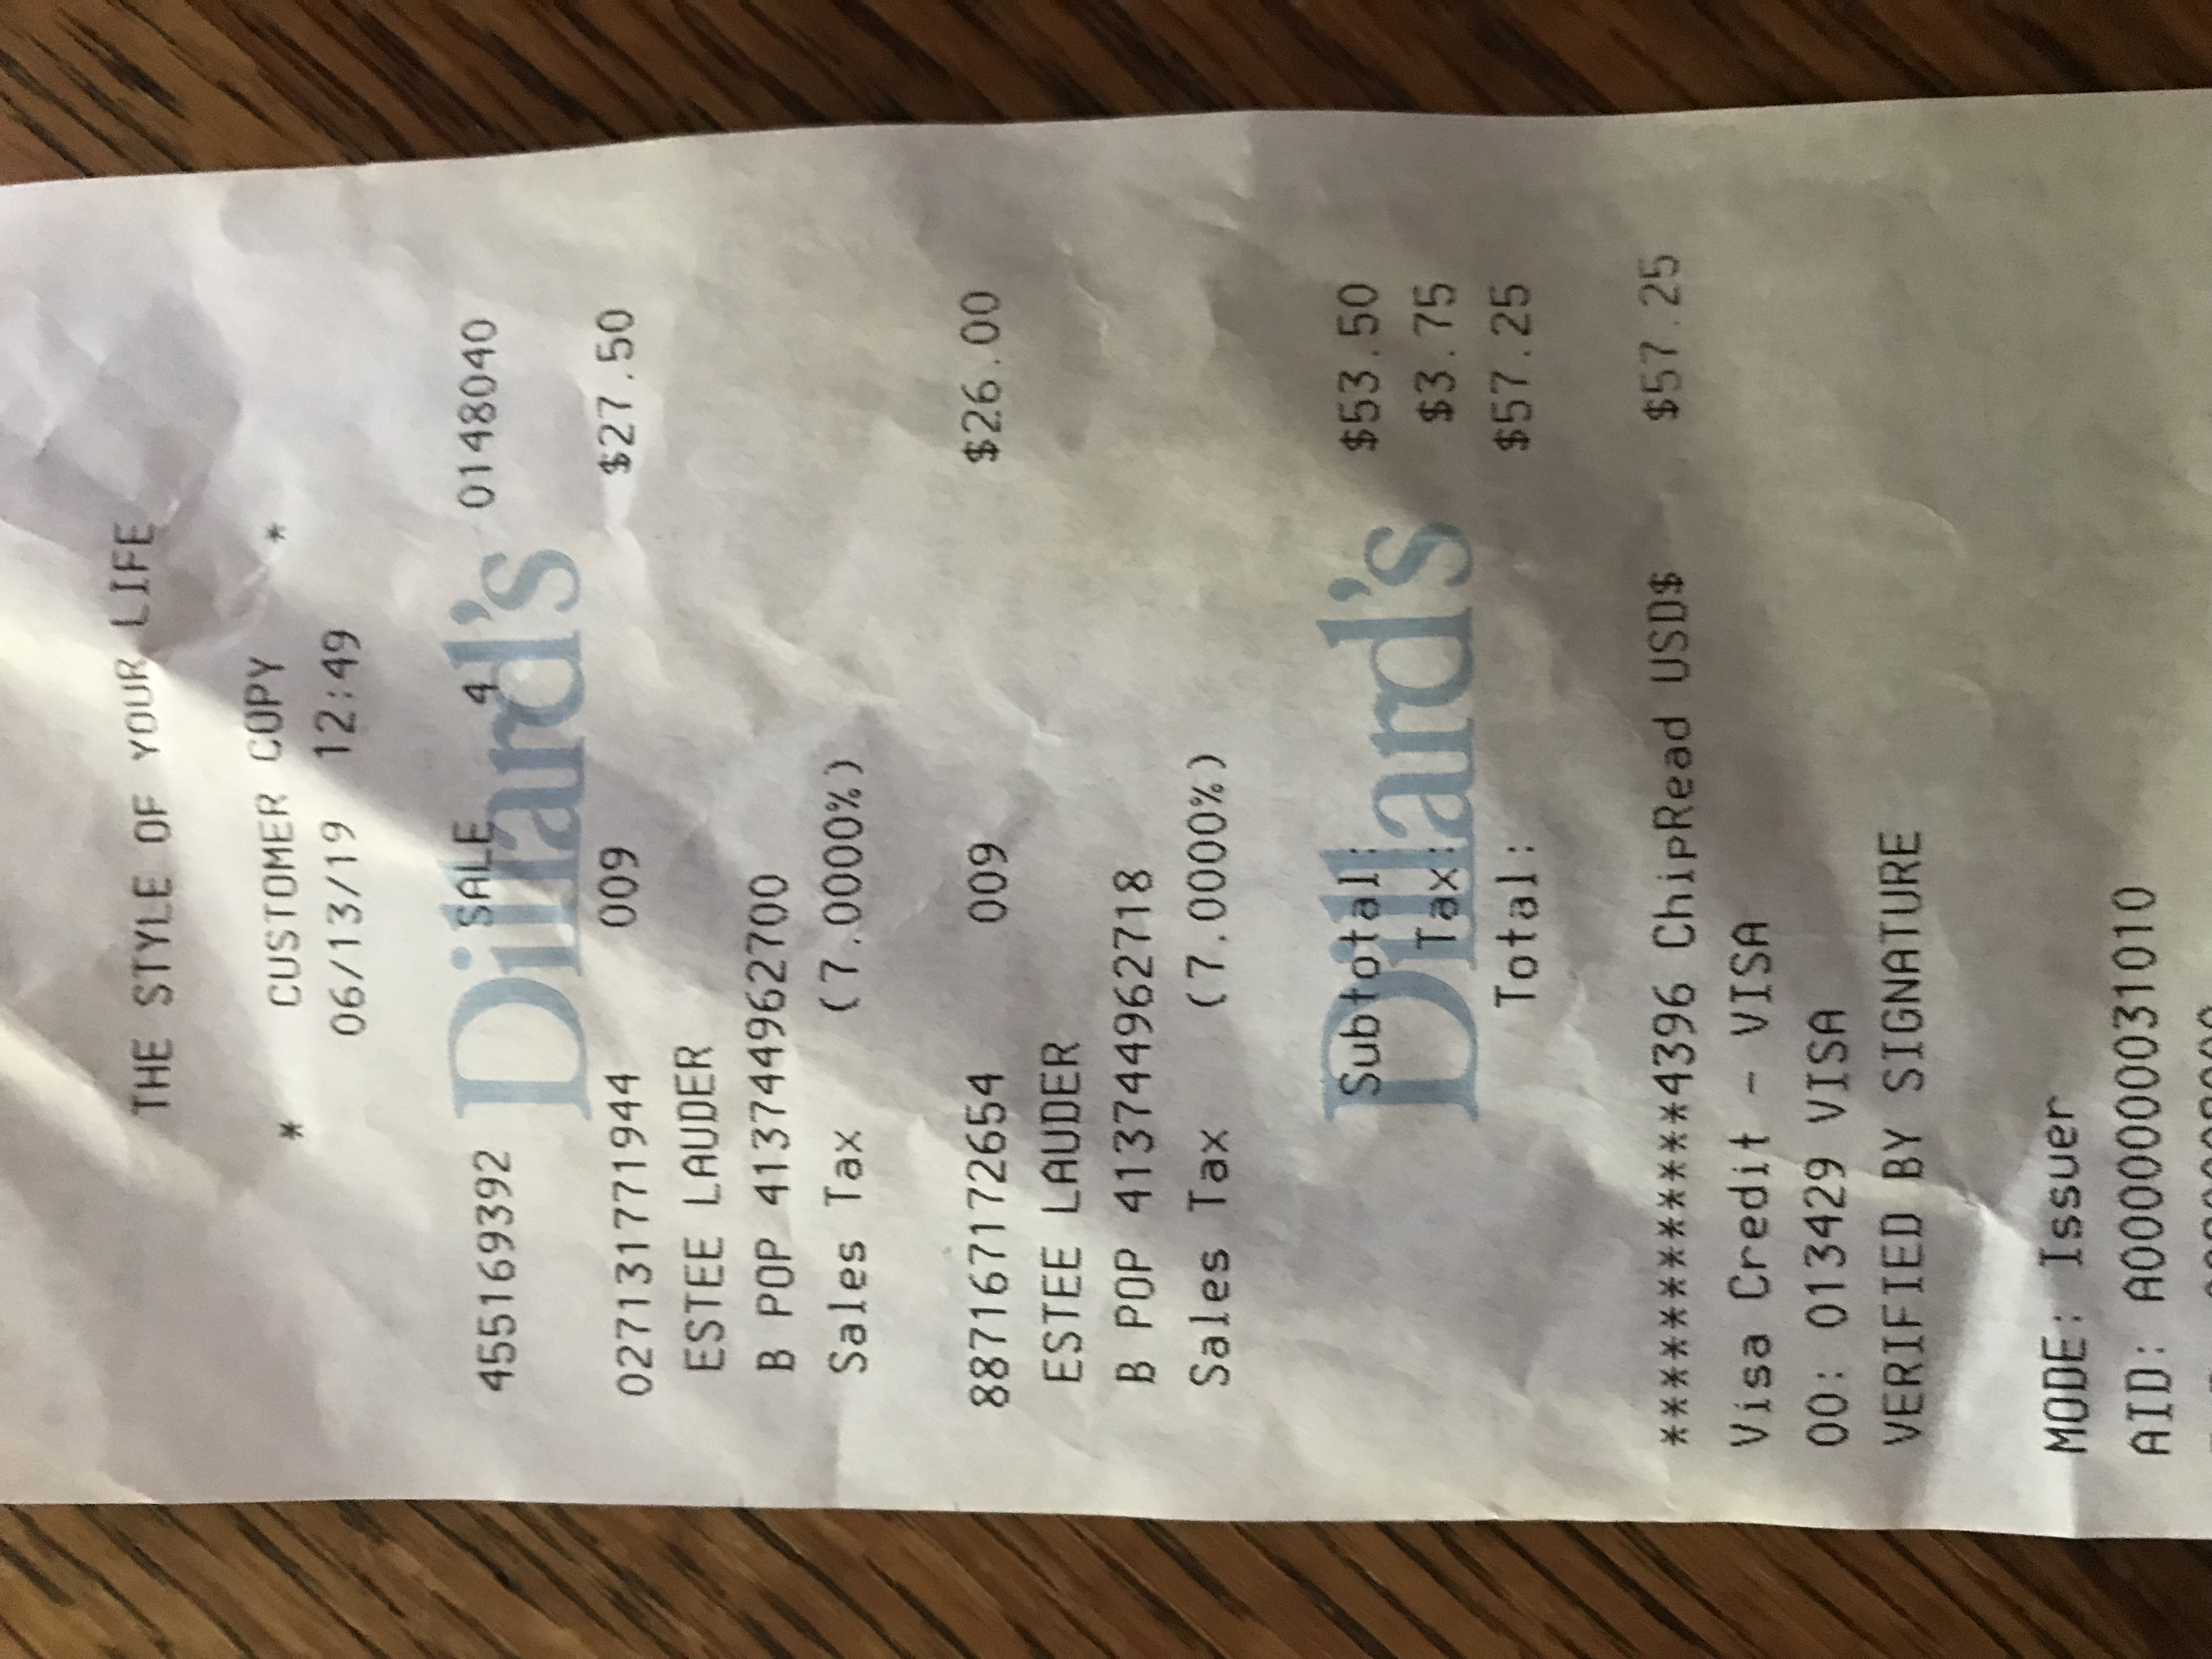 THE STYLE OF YOUR LIFE
* CUSTOMER COPY *
06/13/19 12:49
Dillard's
455169392 SALE 4 0148040
027131771944 009 $27.50
ESTEE LAUDER
B POP 413744962700
Sales Tax (7.0000%)
887167172654 009 $26.00
ESTEE LAUDER
B POP 413744962718
Sales Tax (7.0000%)
Dillard's
Subtotal: $53.50
Tax: $3.75
Total: $57.25
************4396 ChipRead USD$ $57.25
Visa Credit - VISA
00: 013429 VISA
VERIFIED BY SIGNATURE
MODE: Issuer
AID: A0000000031010